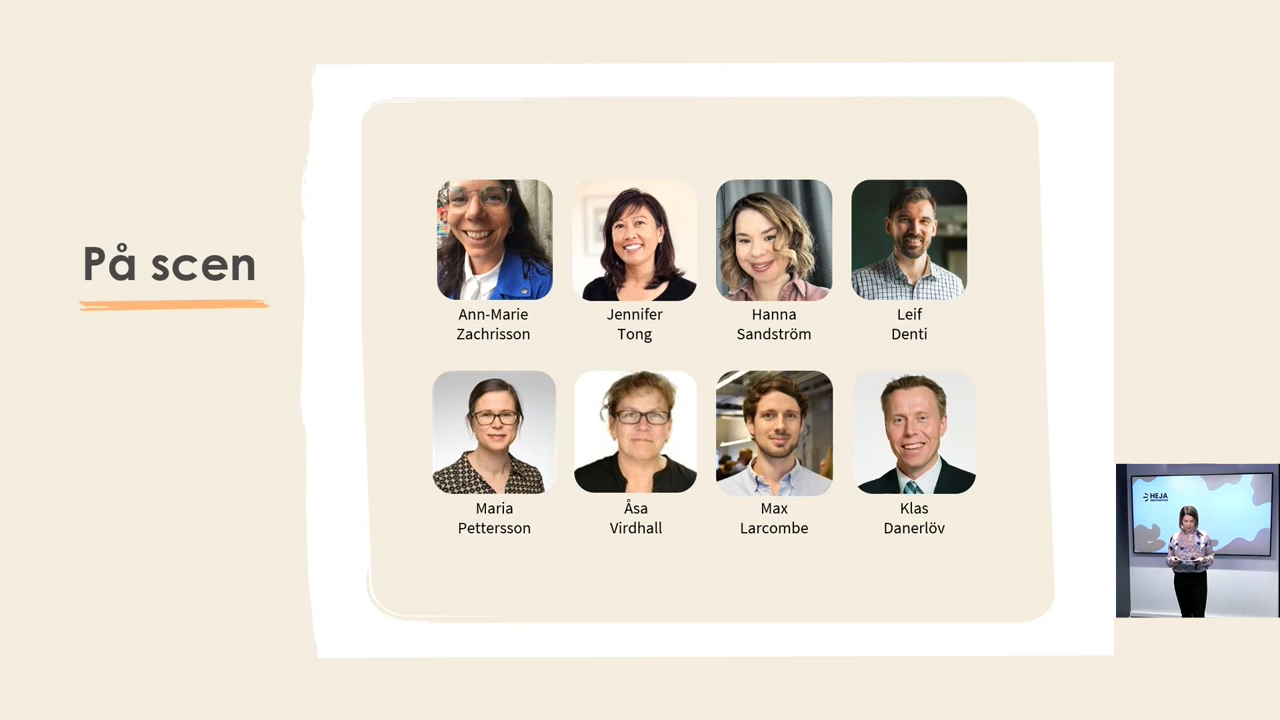 På scen
Ann-Marie
Zachrisson
Jennifer
Tong
Hanna
Sandström
Leif
Denti
Maria
Pettersson
Åsa
Virdhall
Max
Larcombe
Klas
Danerlöv
HEJA